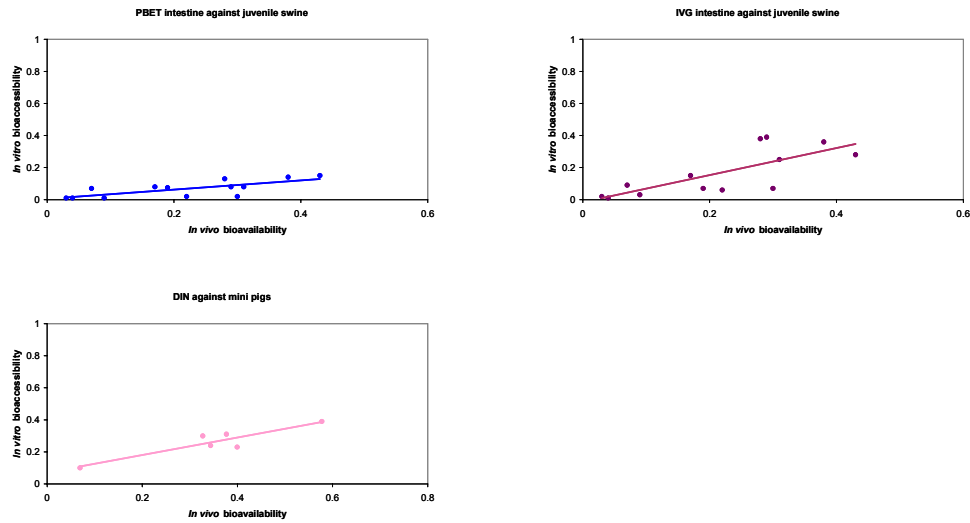 PBET intestine against juvenile swine
1
0.8
0.6
0.4
0.2
0
0 0.2 0.4 0.6
In vitro bioaccessibility
In vivo bioavailability
IVG intestine against juvenile swine
1
0.8
0.6
0.4
0.2
0
0 0.2 0.4 0.6
In vitro bioaccessibility
In vivo bioavailability
DIN against mini pigs
1
0.8
0.6
0.4
0.2
0
0 0.2 0.4 0.6 0.8
In vitro bioaccessibility
In vivo bioavailability